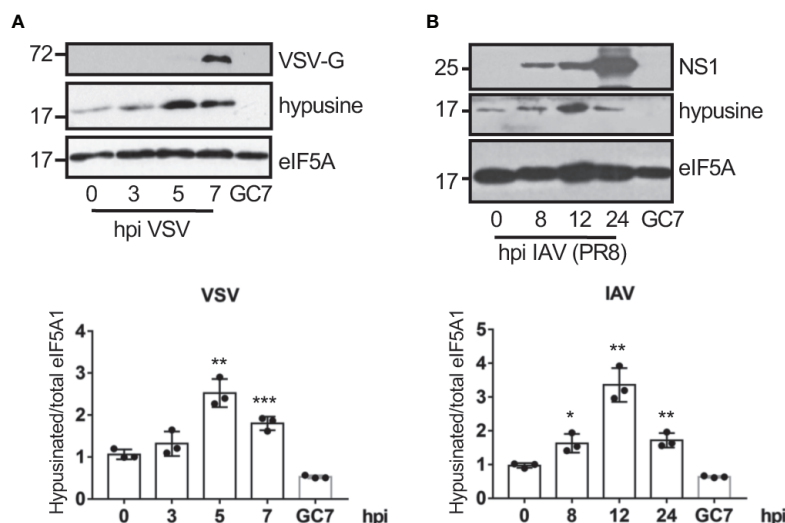 A
72
VSV-G
17
hypusine
17
eIF5A
0 3 5 7 GC7
hpi VSV
B
25
NS1
17
hypusine
17
eIF5A
0 8 12 24 GC7
hpi IAV (PR8)
VSV
Hypusinated/total eIF5A1
4
3
2
1
0
**
***
0 3 5 7 GC7 hpi
IAV
Hypusinated/total eIF5A1
5
4
3
2
1
0
*
**
**
0 8 12 24 GC7 hpi